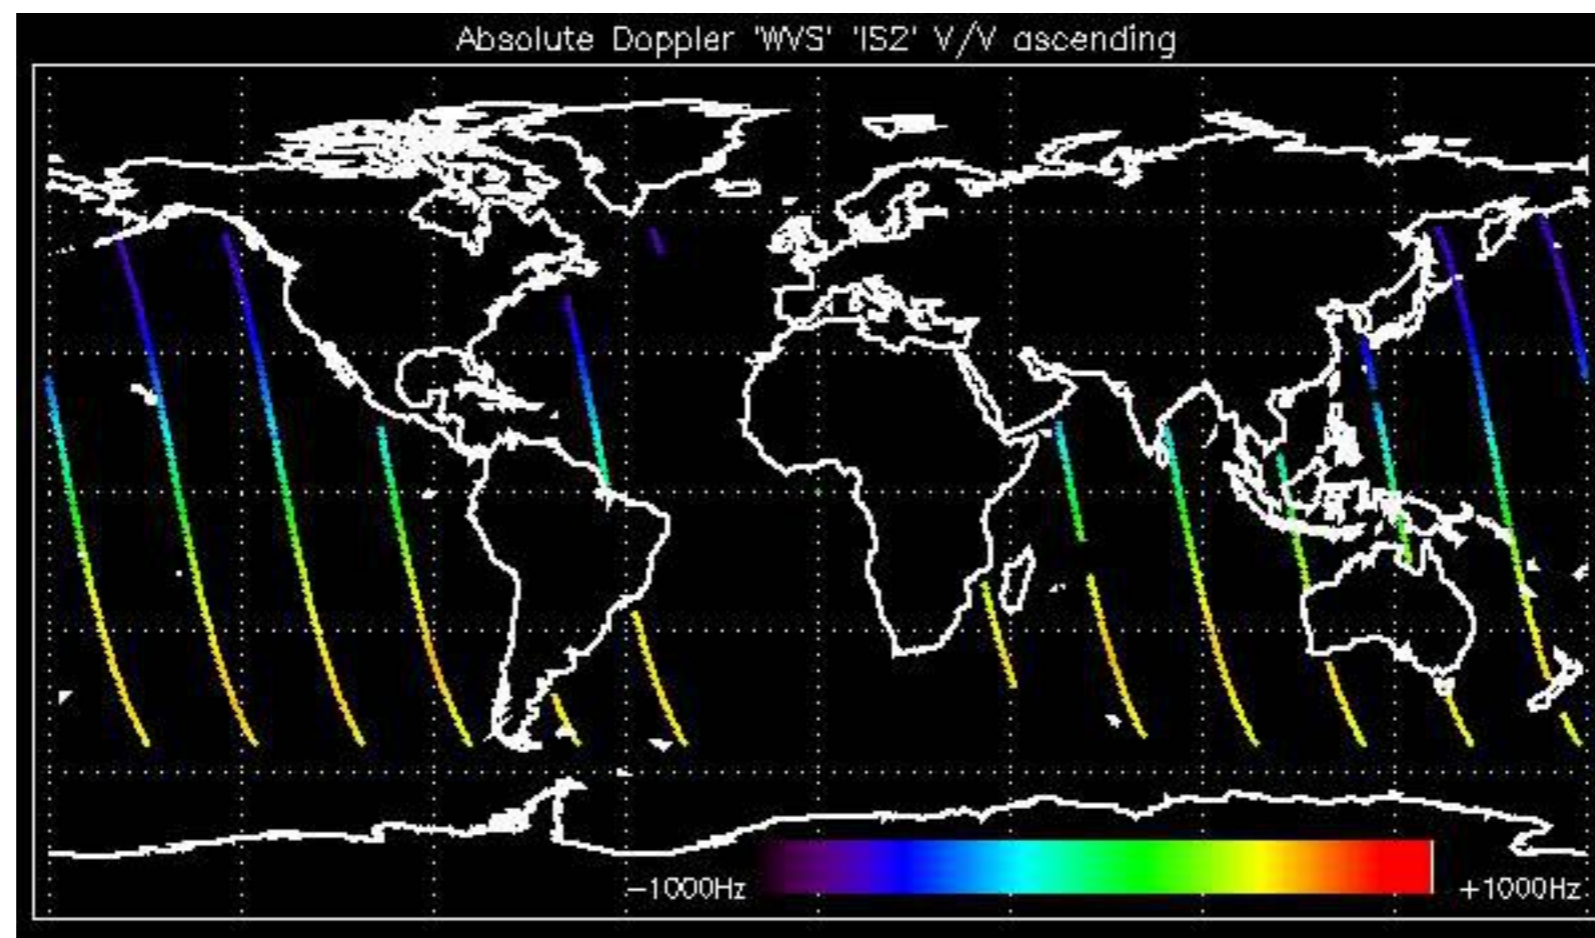 Absolute Doppler 'WVS' 'IS2' V/V ascending
−1000Hz
+1000Hz